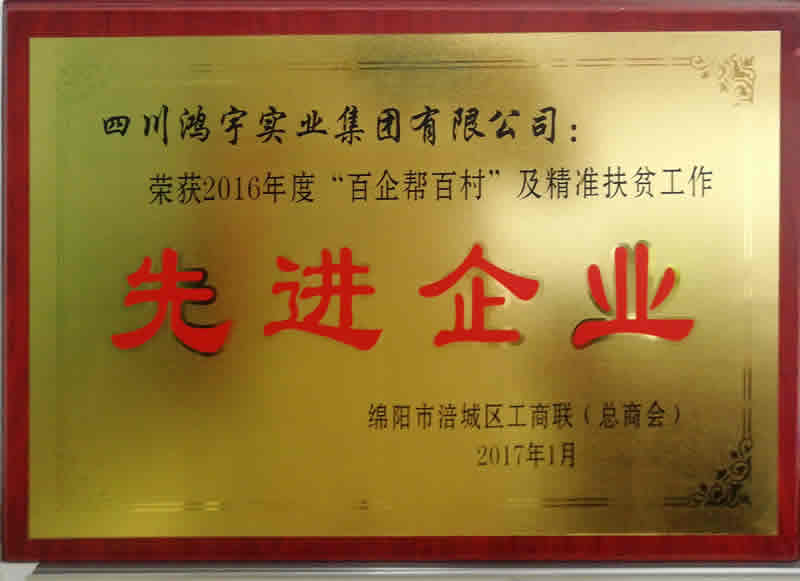 四川鸿宇实业集团有限公司：
荣获2016年度“百企帮百村”及精准扶贫工作
先进企业
绵阳市涪城区工商联（总商会）
2017年1月